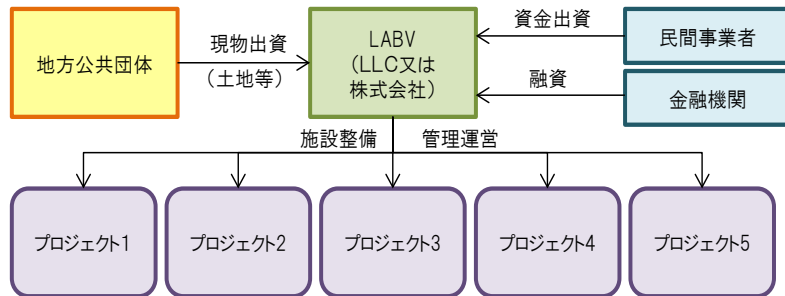 地方公共団体
現物出資
（土地等）
LABV
（LLC又は
株式会社）
資金出資
融資
民間事業者
金融機関
施設整備
管理運営
プロジェクト1
プロジェクト2
プロジェクト3
プロジェクト4
プロジェクト5